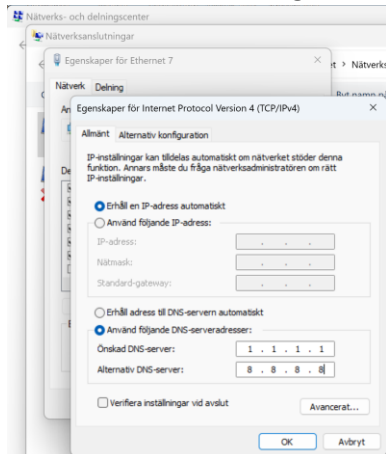 Nätverks- och delningscenter
Nätverksanslutningar
Egenskaper för Ethernet 7
Nätverk Delning
Nätverks
Egenskaper för Internet Protocol Version 4 (TCP/IPv4)
Allmänt Alternativ konfiguration
IP-inställningar kan tilldelas automatiskt om nätverket stöder denna
funktion. Annars måste du fråga nätverksadministratören om rätt
IP-inställningar.
Erhåll en IP-adress automatiskt
Använd följande IP-adress:
IP-adress:
Nätmask:
Standard-gateway:
Erhåll adress till DNS-servern automatiskt
Använd följande DNS-serveradresser:
Önskad DNS-server: 1 . 1 . 1 . 1
Alternativ DNS-server: 8 . 8 . 8 . 8
Verifiera inställningar vid avslut
Avancerat...
OK Avbryt